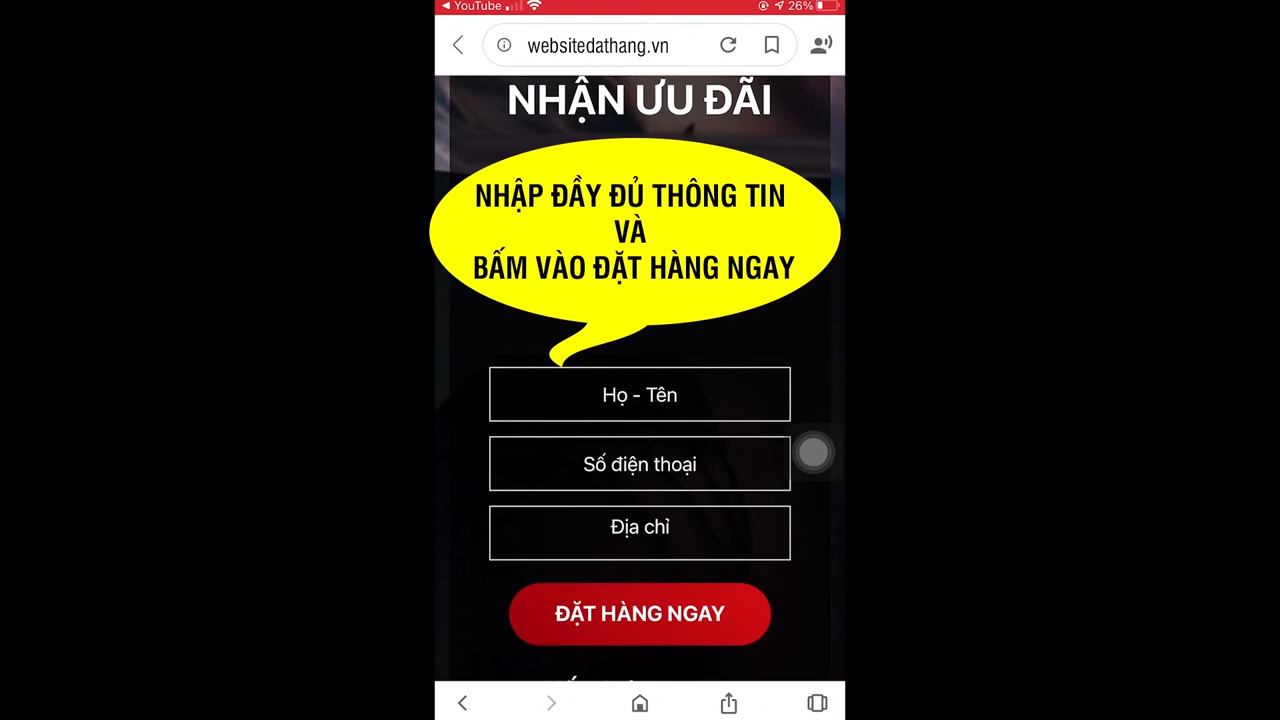 YouTube
26%
websitedathang.vn
NHẬN ƯU ĐÃI
NHẬP ĐẦY ĐỦ THÔNG TIN
VÀ
BẤM VÀO ĐẶT HÀNG NGAY
Họ - Tên
Số điện thoại
Địa chỉ
ĐẶT HÀNG NGAY